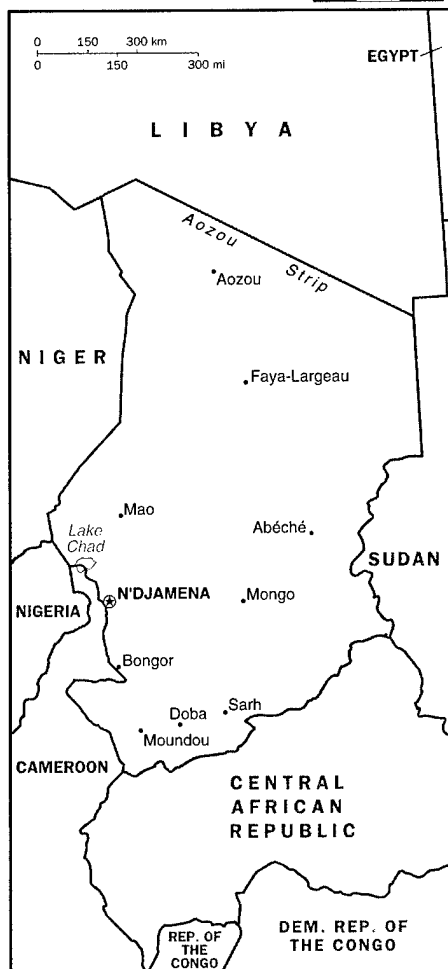 0 150 300 km
0 150 300 mi
EGYPT
LIBYA
Aozou
Strip
Aozou
NIGER
Faya-Largeau
Mao
Lake
Chad
Abéché
SUDAN
N'DJAMENA
Mongo
NIGERIA
Bongor
Sarh
Doba
Moundou
CAMEROON
CENTRAL
AFRICAN
REPUBLIC
REP. OF
THE
CONGO
DEM. REP. OF
THE CONGO